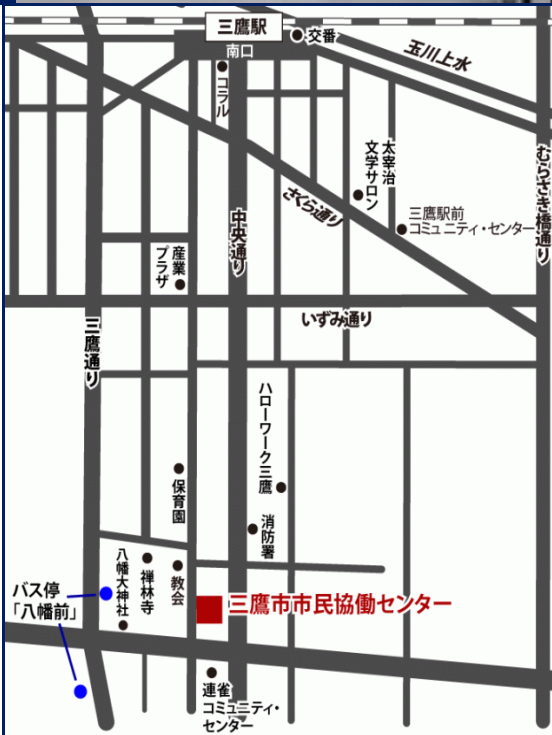 三鷹駅
南口
交番
玉川上水
コラル
太宰治
文学サロン
むらさき橋通り
さくら通り
三鷹駅前
コミュニティ・センター
中央通り
産業
プラザ
いずみ通り
三鷹通り
ハローワーク三鷹
消防署
保育園
八幡大神社
禅林寺
教会
バス停
「八幡前」
三鷹市市民協働センター
連雀
コミュニティ・
センター